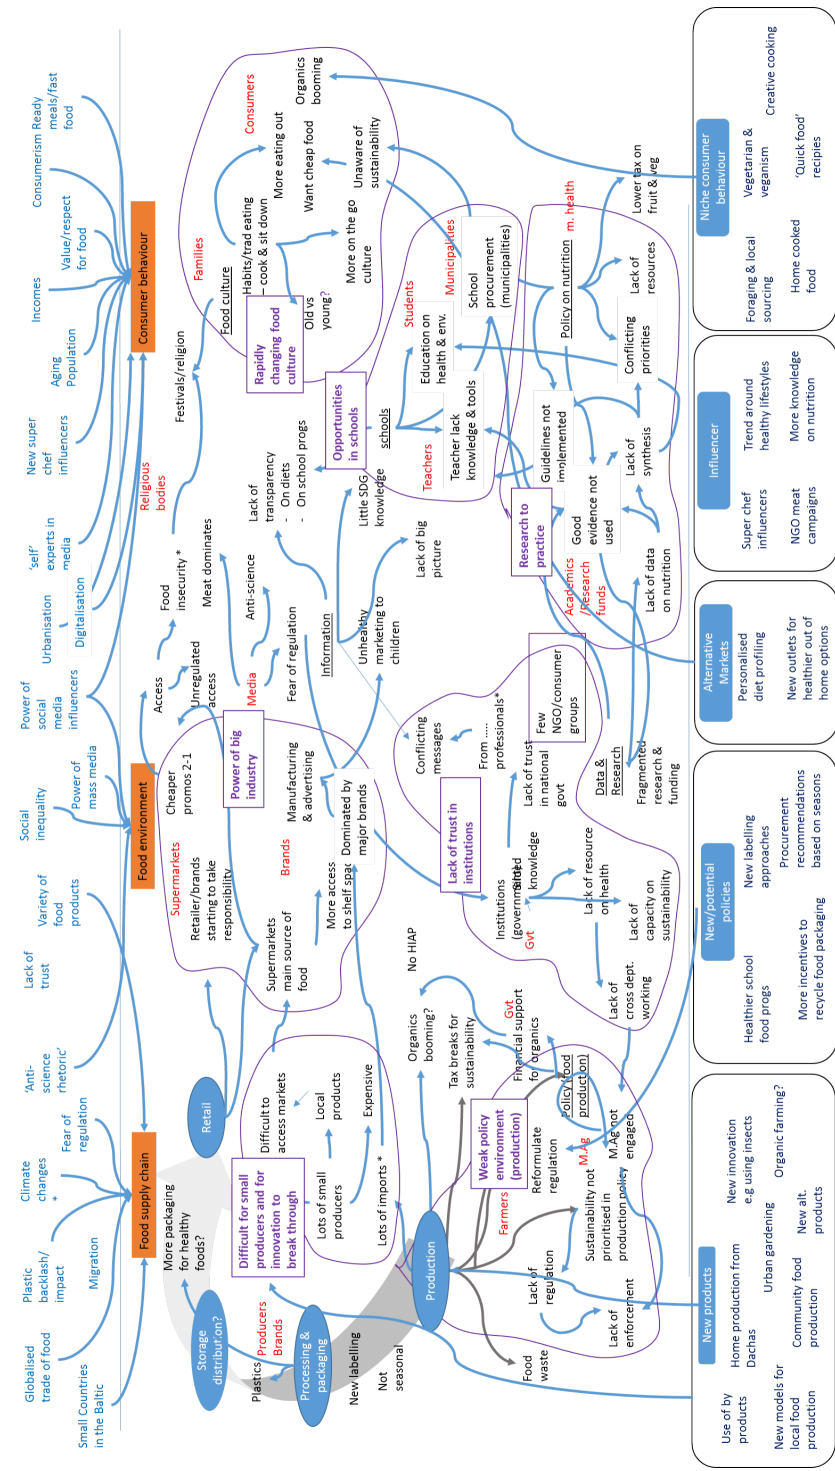 Globalised
trade of food
Small Countries
in the Baltic
Plastic
backlash/
impact
Migration
Climate
changes
*
Fear of
regulation
'Anti-
science
rhetoric'
Lack of
trust
Variety of
food
products
Social
inequality
Power of
mass media
Power of
social
media
influencers
Urbanisation
Digitalisation
'self'
experts in
media
New super
chef
influencers
Aging
Population
Incomes
Value/respect
for food
Consumerism
Ready
meals/fast
food
Food supply chain
Food environment
Consumer behaviour
Storage
distribution?
More packaging
for healthy
foods?
Retail
Plastics
Producers
Brands
Processing &
packaging
New labelling
Not
seasonal
Difficult for small
producers and for
innovation to
break through
Difficult to
access markets
Local
products
Lots of small
producers
Expensive
Lots of imports *
Production
Supermarkets
Retailer/brands
starting to take
responsibility
Cheaper
promos 2-1
Power of big
industry
Supermarkets
main source of
food
Brands
Manufacturing
& advertising
More access
to shelf space
Dominated by
major brands
Access
Unregulated
access
Food
insecurity *
Religious
bodies
Festivals/religion
Meat dominates
Media
Anti-science
Fear of regulation
Information
Lack of
transparency
- On diets
- On school progs
Little SDG
knowledge
Unhealthy
marketing to
children
Lack of big
picture
Families
Food culture
Habits/trad eating
– cook & sit down
Rapidly
changing food
culture
Old vs
young?
More on the go
culture
More eating out
Want cheap food
Consumers
Organics
booming
Unaware of
sustainability
Opportunities
in schools
schools
Students
Municipalities
Teachers
Education on
health & env.
Teacher lack
knowledge & tools
School
procurement
(municipalities)
Research to
practice
Academics
/Research
funds
Guidelines not
implemented
Good
evidence not
used
Lack of
synthesis
Lack of data
on nutrition
Policy on nutrition
m. health
Conflicting
priorities
Lack of
resources
Lower tax on
fruit & veg
Conflicting
messages
From .....
professionals*
Few
NGO/consumer
groups
Lack of trust
in institutions
Lack of trust
in national
govt
Data &
Research
Fragmented
research &
funding
Institutions
(government)
knowledge
Gvt
Lack of resource
on health
Lack of
capacity on
sustainability
Lack of
cross dept.
working
No HIAP
Organics
booming?
Tax breaks for
sustainability
Gvt
Financial support
for organics
Weak policy
environment
(production)
Policy (food
production)
Farmers
Reformulate
regulation
M.Ag
M.Ag not
engaged
Sustainability not
prioritised in
production policy
Lack of
regulation
Lack of
enforcement
Food
waste
New products
Use of by
products
New models for
local food
production
Home production from
Dachas
Community food
production
Urban gardening
New innovation
e.g using insects
Organic farming?
New alt.
products
New/potential
policies
Healthier school
food progs
More incentives to
recycle food packaging
New labelling
approaches
Procurement
recommendations
based on seasons
Alternative
Markets
Personalised
diet profiling
New outlets for
healthier out of
home options
Influencer
Super chef
influencers
NGO meat
campaigns
Trend around
healthy lifestyles
More knowledge
on nutrition
Niche consumer
behaviour
Foraging & local
sourcing
Home cooked
food
Vegetarian &
veganism
'Quick food'
recipies
Creative cooking